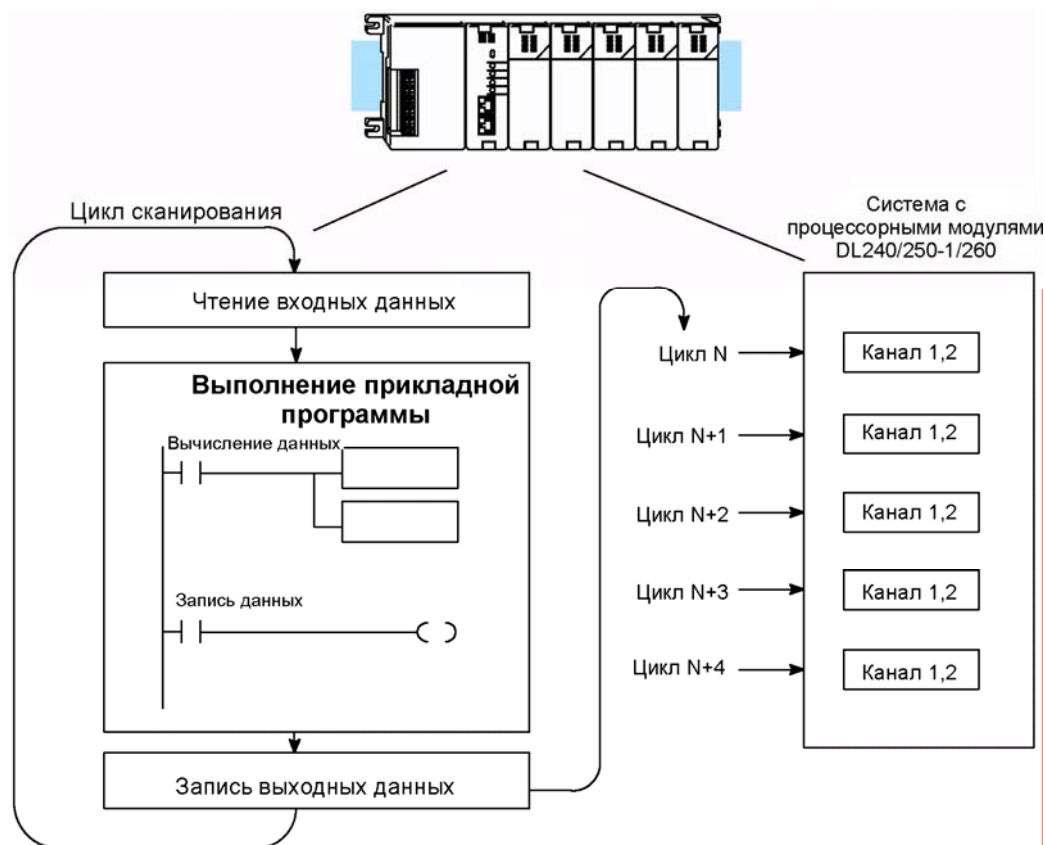 Цикл сканирования
Система с
процессорными модулями
DL240/250-1/260
Чтение входных данных
Выполнение прикладной
программы
Вычисление данных
Запись данных
Запись выходных данных
Цикл N
Канал 1,2
Цикл N+1
Канал 1,2
Цикл N+2
Канал 1,2
Цикл N+3
Канал 1,2
Цикл N+4
Канал 1,2